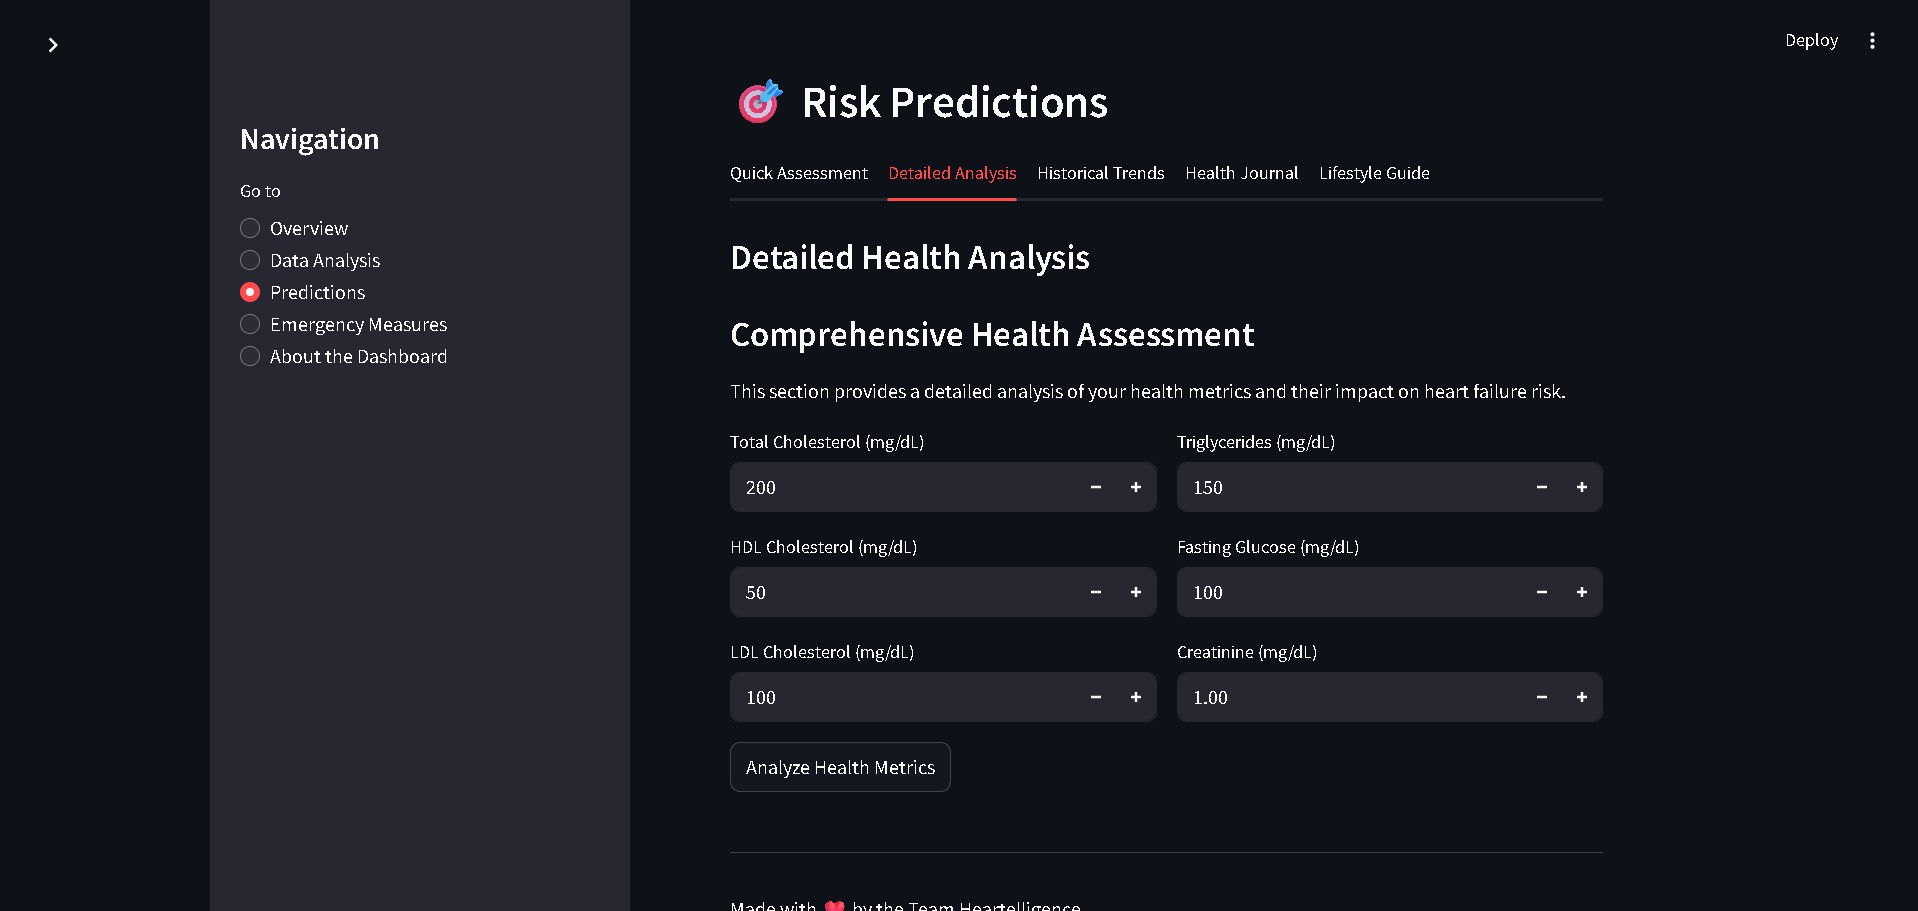 Deploy
Navigation
Go to
Overview
Data Analysis
Predictions
Emergency Measures
About the Dashboard
Risk Predictions
Quick Assessment Detailed Analysis Historical Trends Health Journal Lifestyle Guide
Detailed Health Analysis
Comprehensive Health Assessment
This section provides a detailed analysis of your health metrics and their impact on heart failure risk.
Total Cholesterol (mg/dL) Triglycerides (mg/dL)
200 − + 150 − +
HDL Cholesterol (mg/dL) Fasting Glucose (mg/dL)
50 − + 100 − +
LDL Cholesterol (mg/dL) Creatinine (mg/dL)
100 − + 1.00 − +
Analyze Health Metrics
Made with ❤️ by the Team Heartelligence